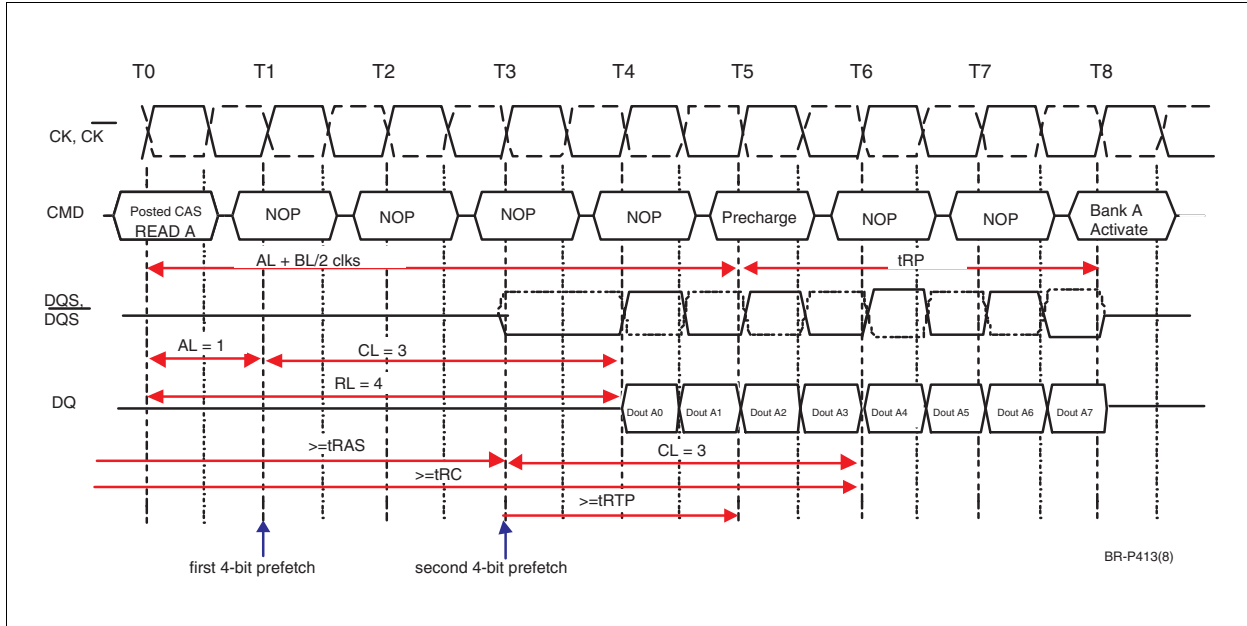 T0 T1 T2 T3 T4 T5 T6 T7 T8
CK, CK
CMD
Posted CAS
READ A
NOP
NOP
NOP
NOP
Precharge
NOP
NOP
Bank A
Activate
AL + BL/2 clks
tRP
DQS,
DQS
AL = 1
CL = 3
RL = 4
DQ
Dout A0 Dout A1 Dout A2 Dout A3 Dout A4 Dout A5 Dout A6 Dout A7
>=tRAS
CL = 3
>=tRC
>=tRTP
first 4-bit prefetch
second 4-bit prefetch
BR-P413(8)